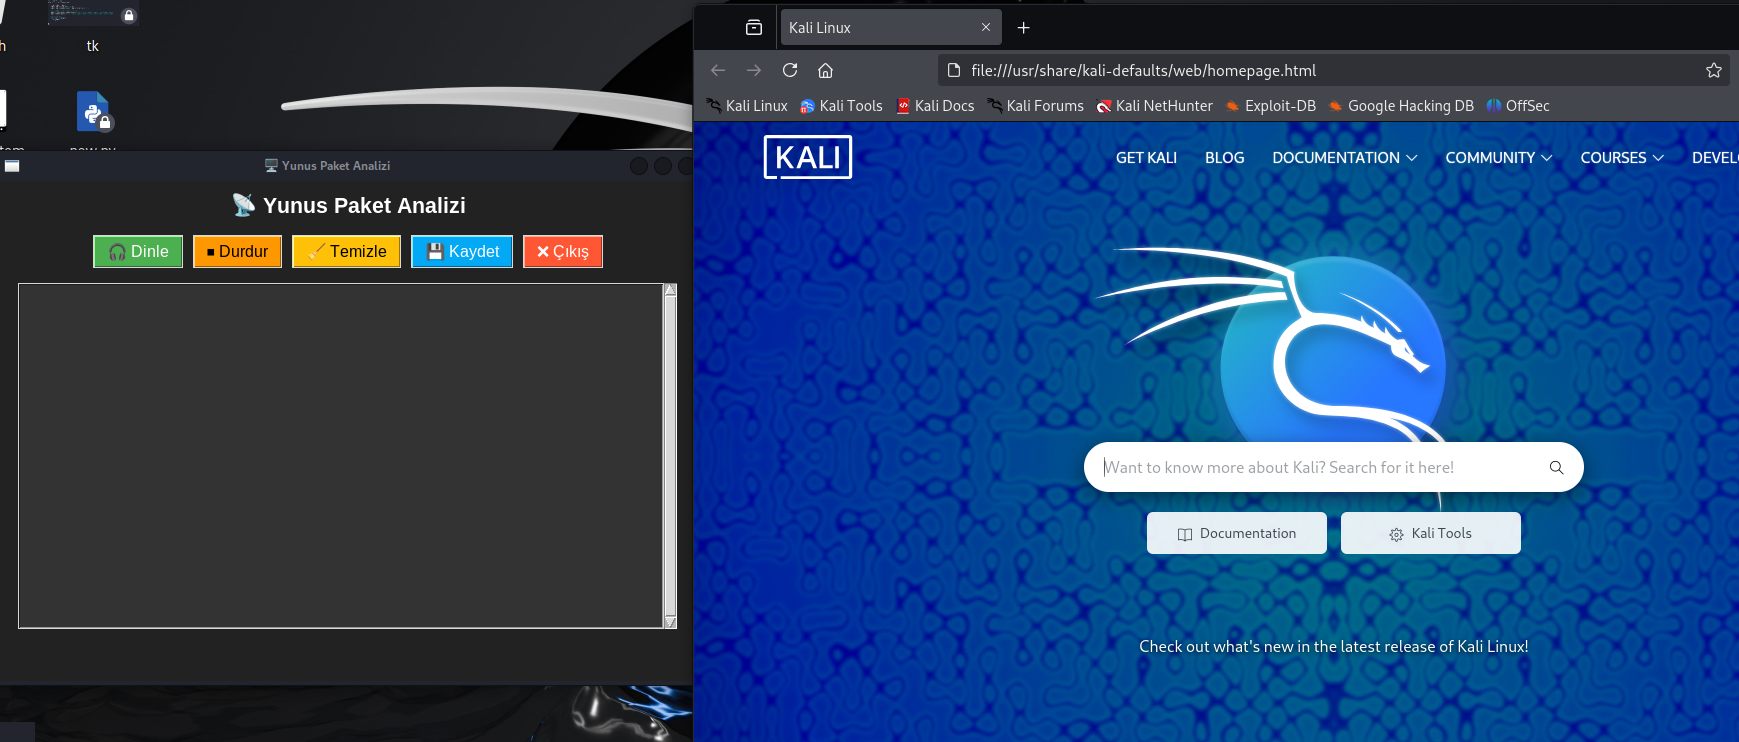 h
tk
Yunus Paket Analizi
Yunus Paket Analizi
Dinle
Durdur
Temizle
Kaydet
Çıkış
Kali Linux
file:///usr/share/kali-defaults/web/homepage.html
Kali Linux
Kali Tools
Kali Docs
Kali Forums
Kali NetHunter
Exploit-DB
Google Hacking DB
OffSec
KALI
GET KALI
BLOG
DOCUMENTATION
COMMUNITY
COURSES
DEVEL
Want to know more about Kali? Search for it here!
Documentation
Kali Tools
Check out what's new in the latest release of Kali Linux!